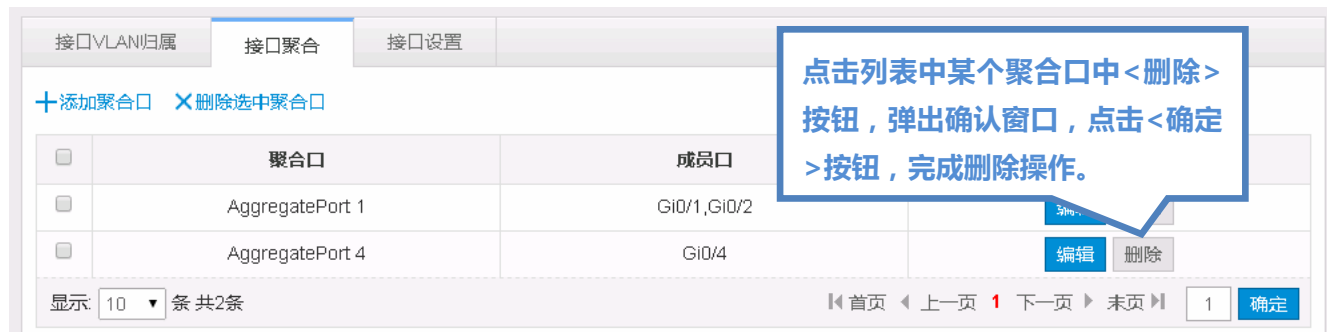 接口VLAN归属 接口聚合 接口设置
点击列表中某个聚合口中<删除>
按钮，弹出确认窗口，点击<确定
>按钮，完成删除操作。
添加聚合口 删除选中聚合口
聚合口 成员口
AggregatePort 1 Gi0/1,Gi0/2
AggregatePort 4 Gi0/4 编辑 删除
显示: 10 条 共2条 首页 上一页 1 下一页 末页 1 确定